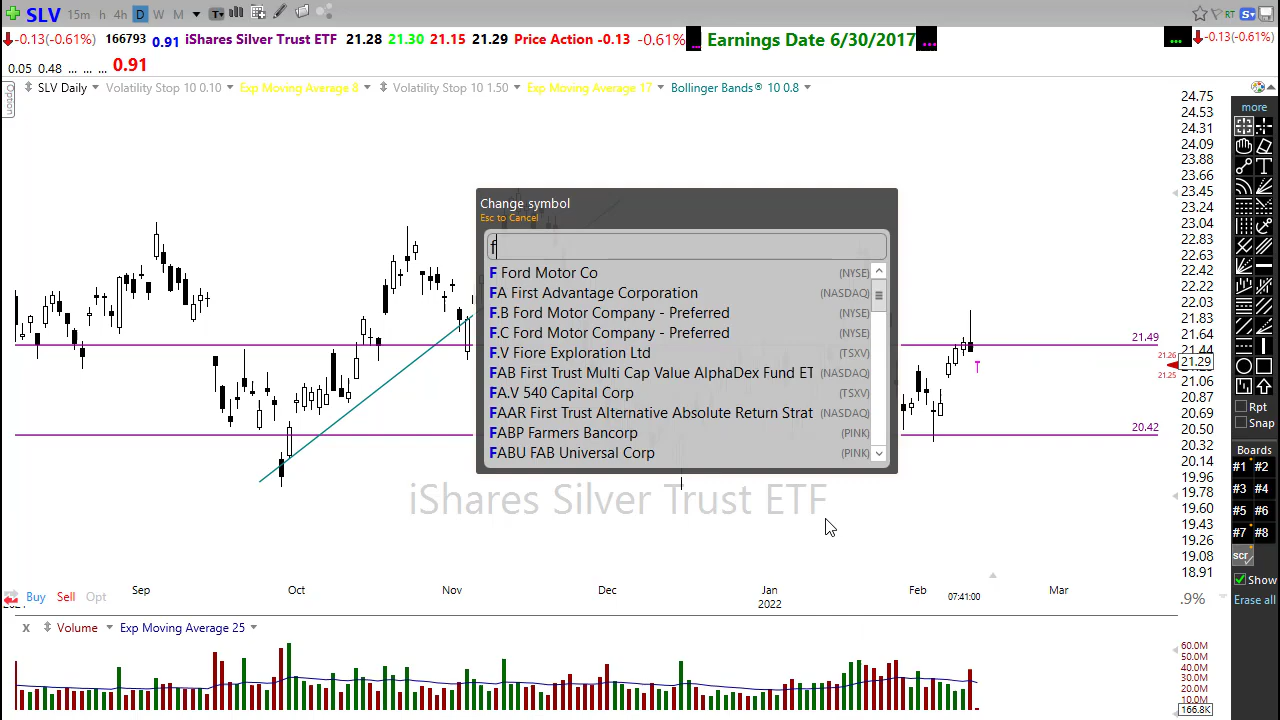 SLV 15m h 4h D W M T
RT S
-0.13(-0.61%) 166793 0.91 iShares Silver Trust ETF 21.28 21.30 21.15 21.29 Price Action -0.13 -0.61% ... Earnings Date 6/30/2017 ... ... -0.13(-0.61%)
0.05 0.48 ... ... ... 0.91
Option
SLV Daily Volatility Stop 10 0.10 Exp Moving Average 8 Volatility Stop 10 1.50 Exp Moving Average 17 Bollinger Bands® 10 0.8
24.75
24.53
24.31
24.09
23.88
23.66
23.45
23.24
23.04
22.83
22.62
22.42
22.22
22.03
21.83
21.64
21.44
21.29
21.06
20.87
20.69
20.50
20.32
20.14
19.96
19.78
19.60
19.43
19.26
19.08
18.91
21.49
21.26
21.25
20.42
Change symbol
Esc to Cancel
f
F Ford Motor Co (NYSE)
FA First Advantage Corporation (NASDAQ)
F.B Ford Motor Company - Preferred (NYSE)
F.C Ford Motor Company - Preferred (NYSE)
F.V Fiore Exploration Ltd (TSXV)
FAB First Trust Multi Cap Value AlphaDex Fund ET (NASDAQ)
FA.V 540 Capital Corp (TSXV)
FAAR First Trust Alternative Absolute Return Strat (NASDAQ)
FABP Farmers Bancorp (PINK)
FABU FAB Universal Corp (PINK)
iShares Silver Trust ETF
Sep Oct Nov Dec Jan Feb Mar
2022 07:41:00
Buy Sell Opt
.9%
X Volume Exp Moving Average 25
60.0M
50.0M
40.0M
30.0M
20.0M
10.0M
166.8K
more
T
Rpt
Snap
Boards
#1 #2
#3 #4
#5 #6
#7 #8
scr
Show
Erase all